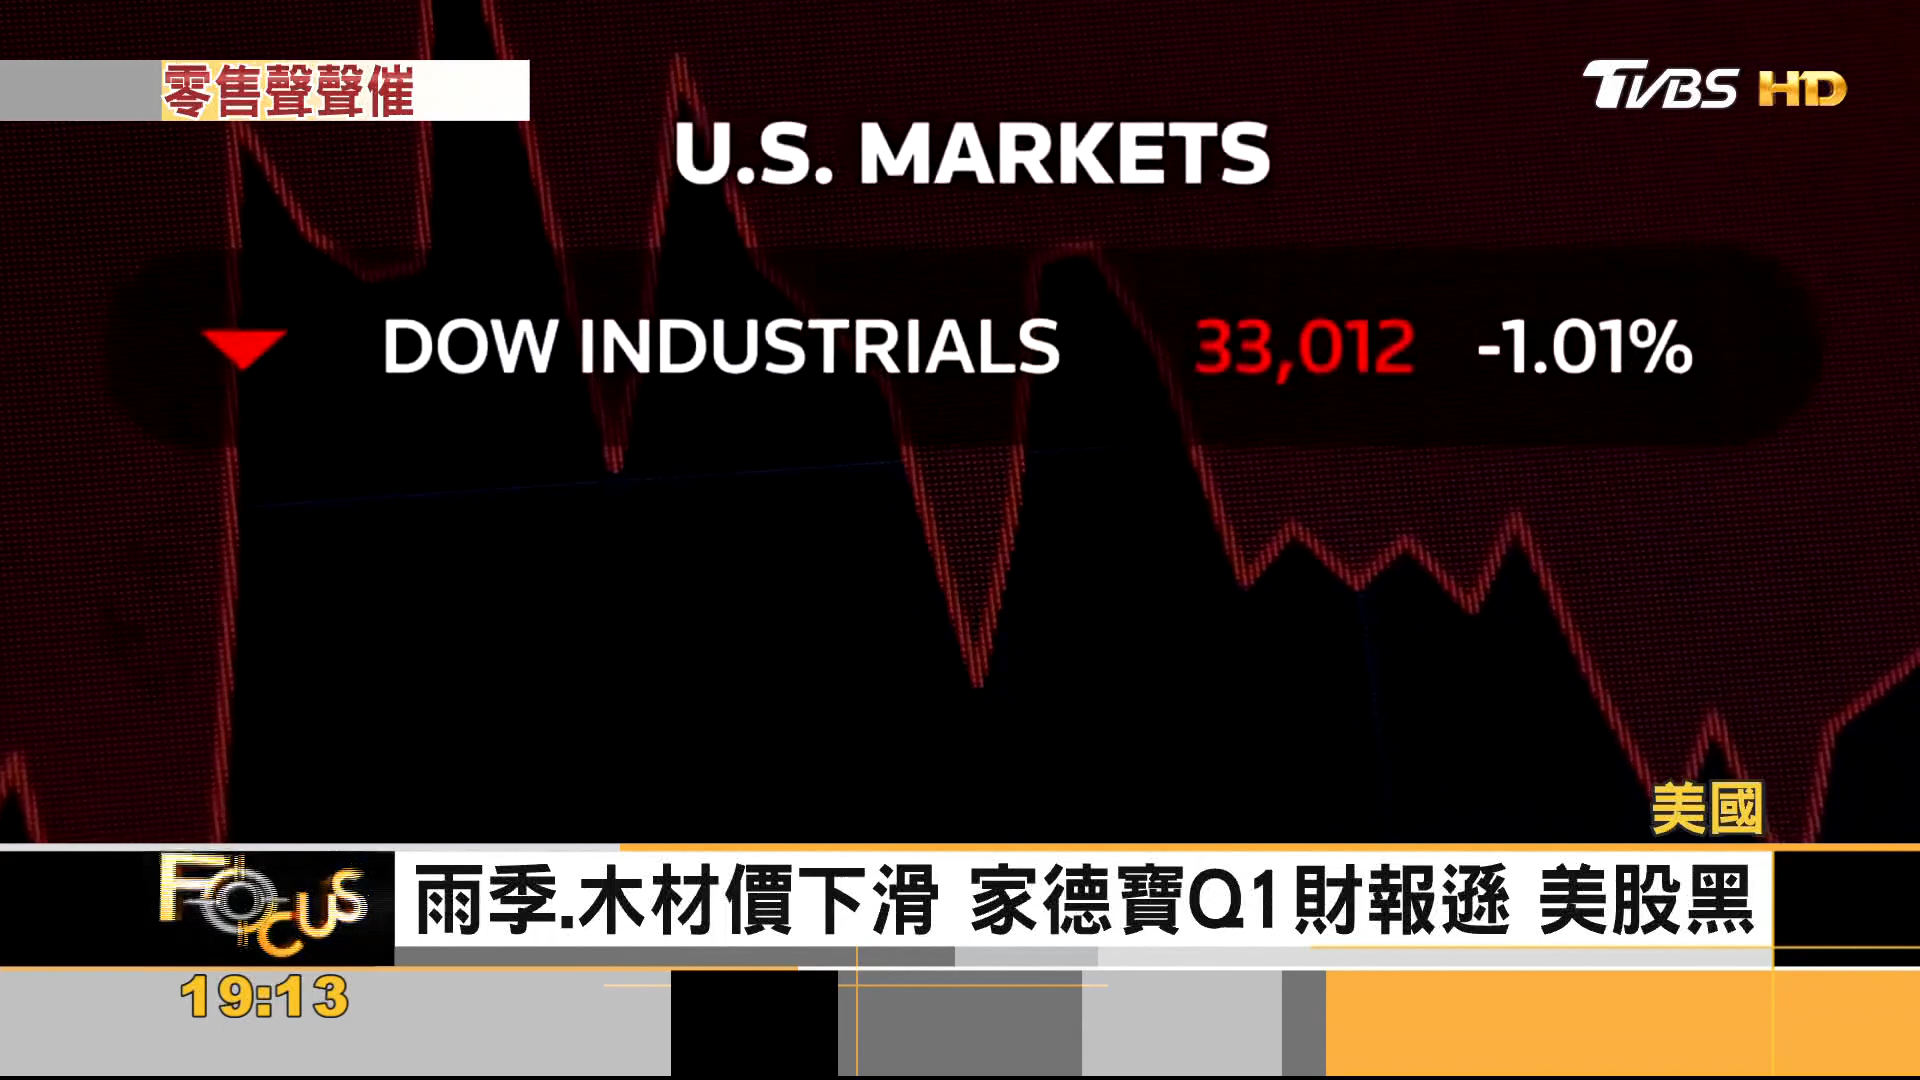 零售聲聲催
TVBS HD
U.S. MARKETS
DOW INDUSTRIALS 33,012 -1.01%
美國
FOCUS
雨季.木材價下滑 家德寶Q1財報遜 美股黑
19:13